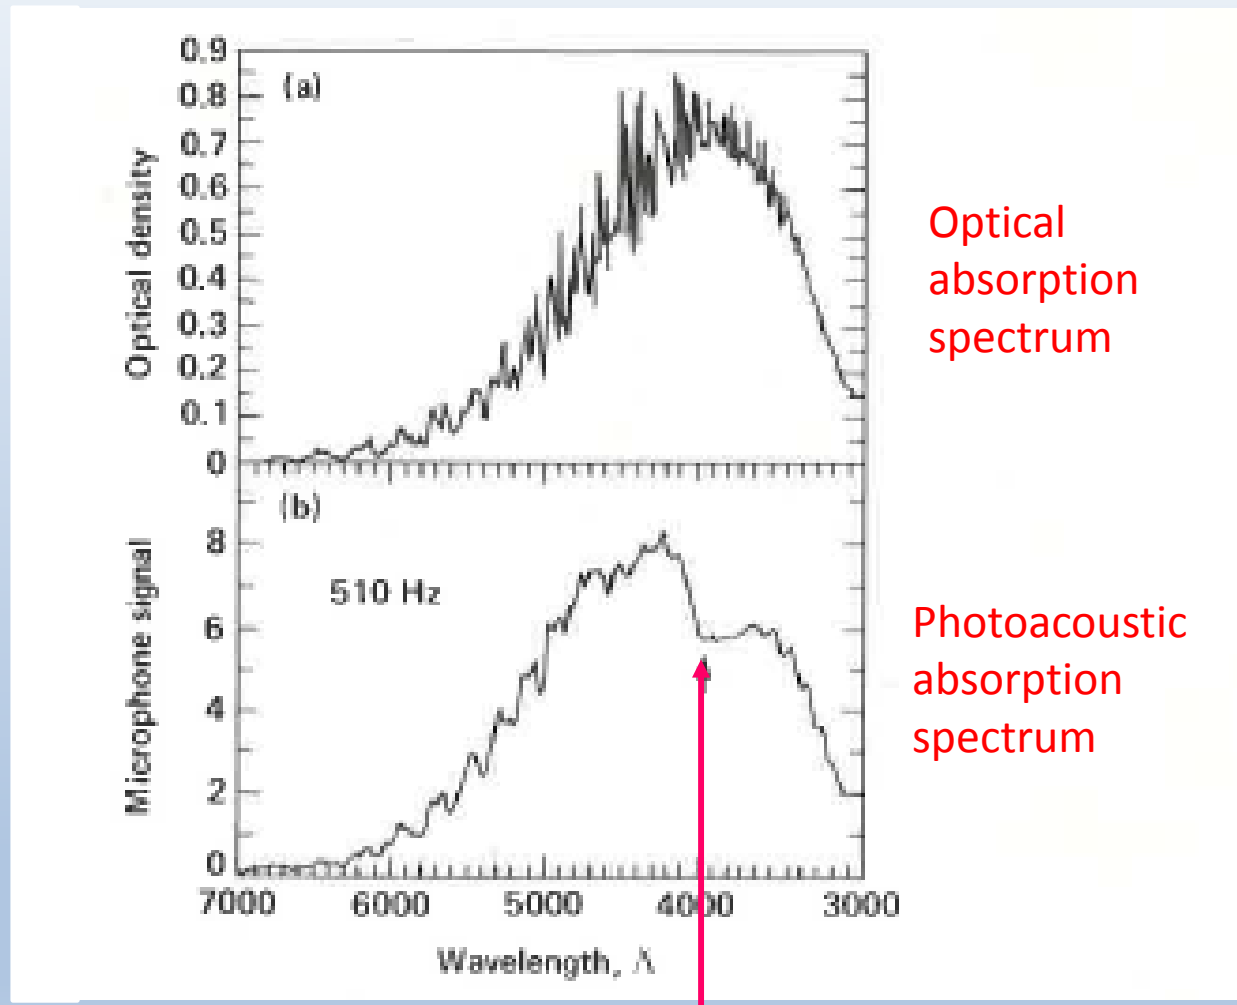 (a)
Optical density
0.9
0.8
0.7
0.6
0.5
0.4
0.3
0.2
0.1
0
Optical
absorption
spectrum
(b)
Microphone signal
8
6
4
2
0
510 Hz
Photoacoustic
absorption
spectrum
7000 6000 5000 4000 3000
Wavelength, Å